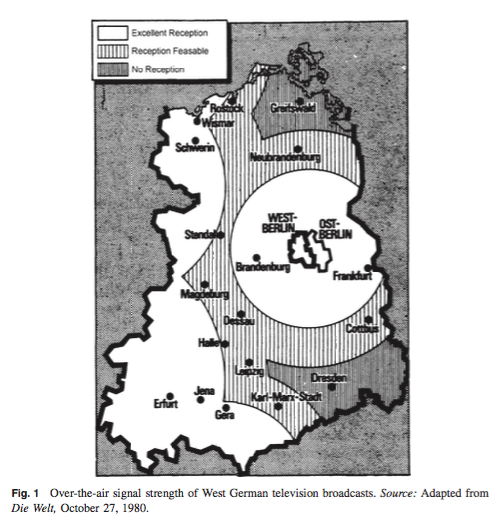 Excellent Reception
Reception Feasable
No Reception
Rostock
Greifswald
Wismar
Schwerin
Neubrandenburg
WEST-
BERLIN
OST-
BERLIN
Stendal
Brandenburg
Frankfurt
Magdeburg
Dessau
Cottbus
Halle
Leipzig
Dresden
Erfurt
Jena
Karl-Marx-Stadt
Gera
Fig. 1 Over-the-air signal strength of West German television broadcasts. Source: Adapted from
Die Welt, October 27, 1980.